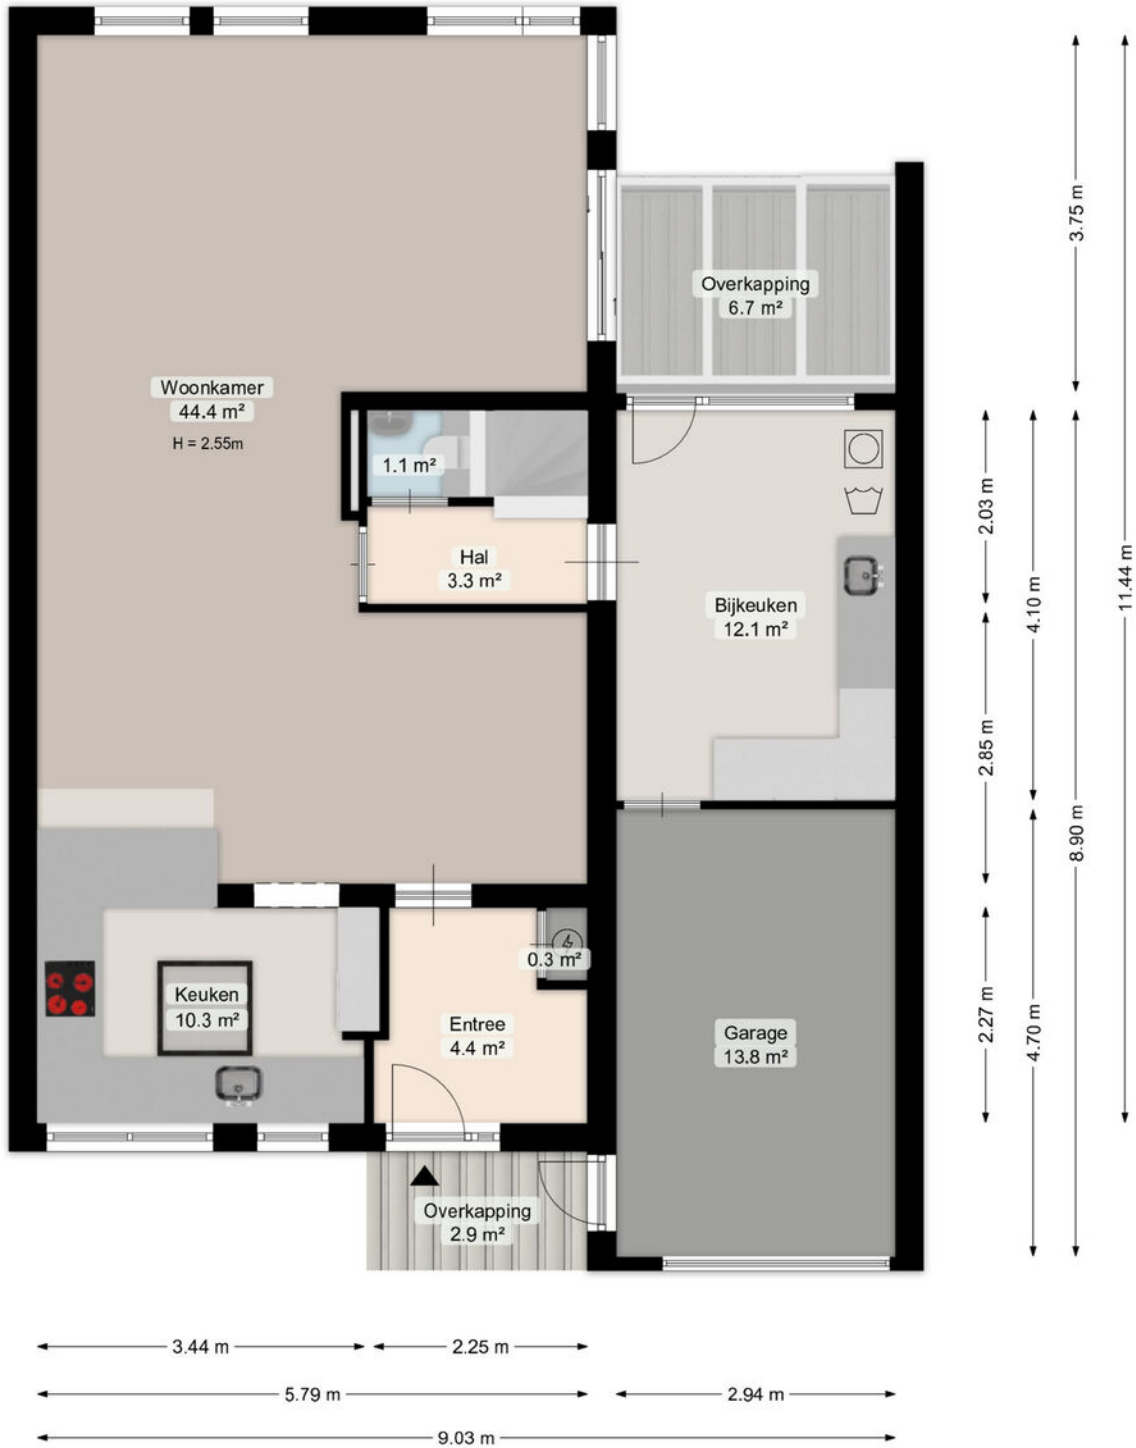 3.75 m
Overkapping
6.7 m²
Woonkamer
44.4 m²
H = 2.55m
1.1 m²
2.03 m
Hal
3.3 m²
11.44 m
Bijkeuken
12.1 m²
4.10 m
2.85 m
8.90 m
0.3 m²
Keuken
10.3 m²
Entree
4.4 m²
2.27 m
Garage
13.8 m²
4.70 m
Overkapping
2.9 m²
3.44 m
2.25 m
5.79 m
2.94 m
9.03 m